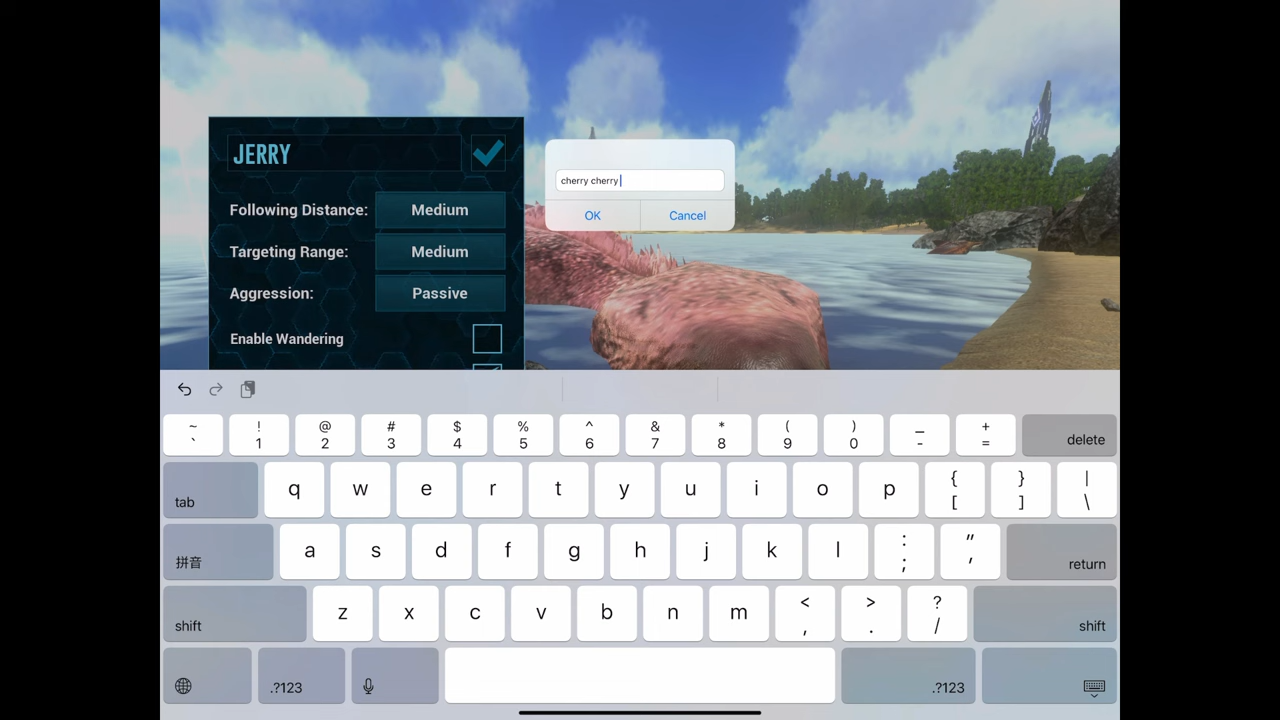 JERRY
Following Distance: Medium
Targeting Range: Medium
Aggression: Passive
Enable Wandering
cherry cherry
OK Cancel
~ ! @ # $ % ^ & * ( ) _ +
` 1 2 3 4 5 6 7 8 9 0 - = delete
tab q w e r t y u i o p { [ } ] | \
拼音 a s d f g h j k l : ; " ' return
shift z x c v b n m < , > . ? / shift
.?123 .?123